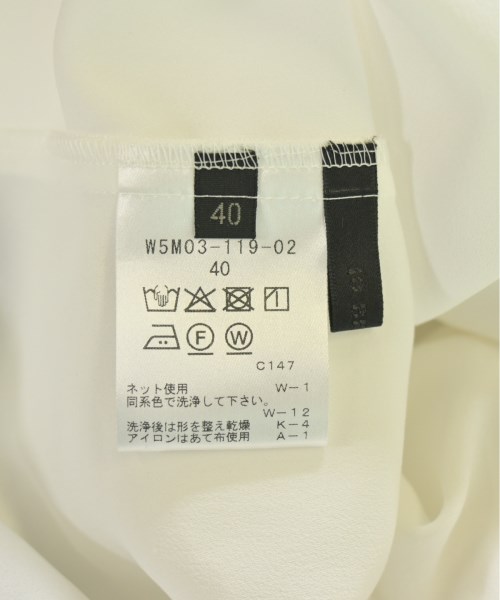 40
W5M03-119-02
40
F W
C147
ネット使用 W-1
同系色で洗浄して下さい。
W-12
洗浄後は形を整え乾燥 K-4
アイロンはあて布使用 A-1